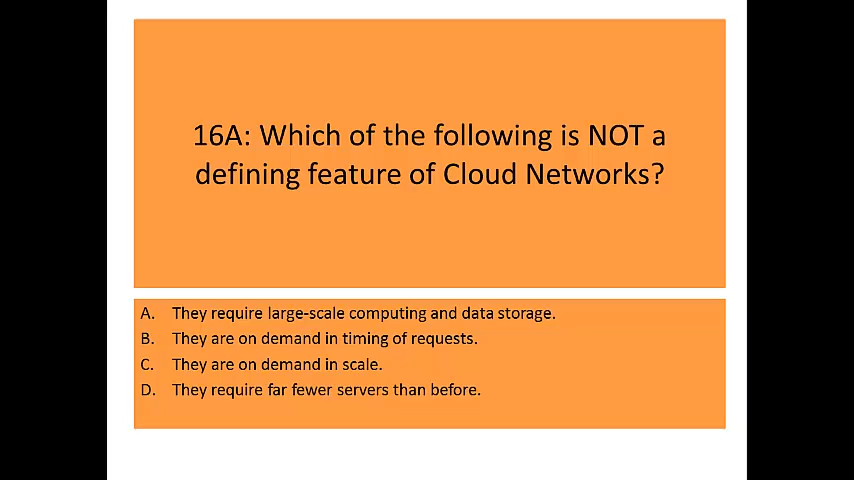 16A: Which of the following is NOT a
defining feature of Cloud Networks?
A. They require large-scale computing and data storage.
B. They are on demand in timing of requests.
C. They are on demand in scale.
D. They require far fewer servers than before.